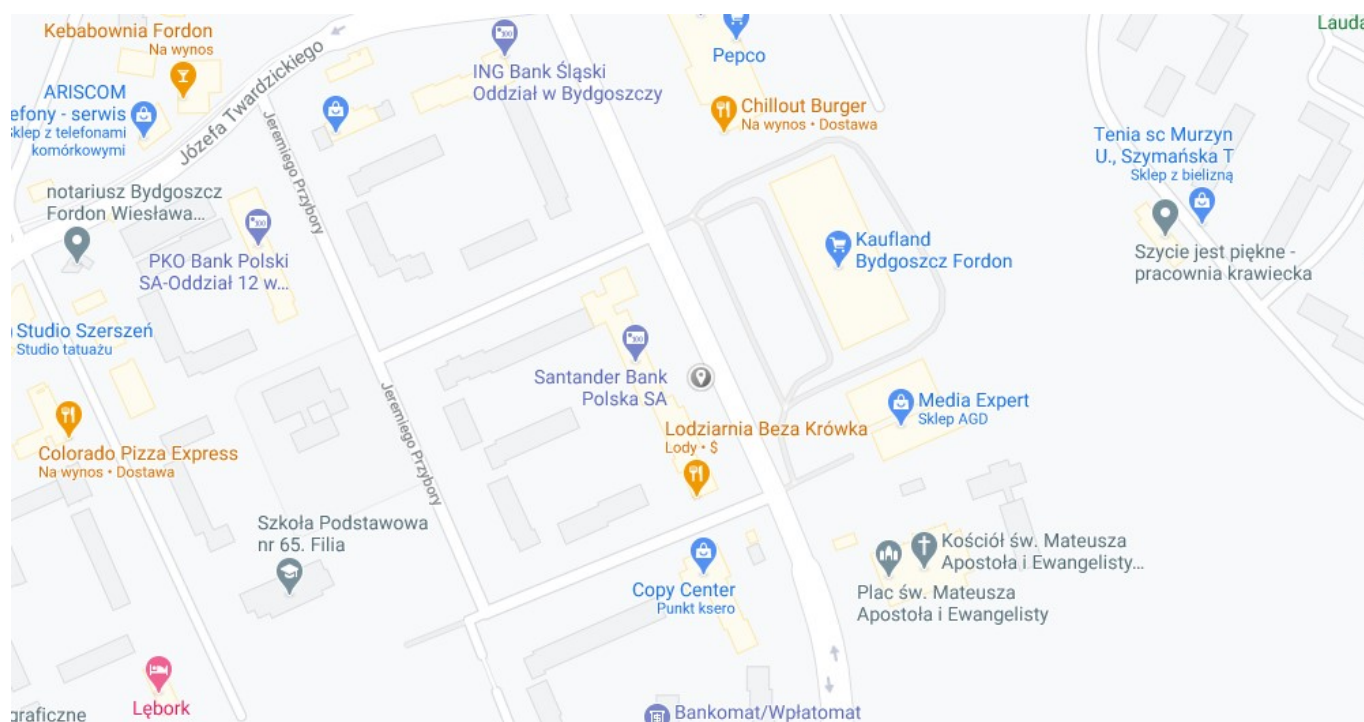 Kebabownia Fordon
Na wynos
ARISCOM
efony - serwis
Sklep z telefonami
komórkowymi
Józefa Twardzickiego
ING Bank Śląski
Oddział w Bydgoszczy
Pepco
Chillout Burger
Na wynos • Dostawa
Lauda
Tenia sc Murzyn
U., Szymańska T
Sklep z bielizną
Jeremiego Przybory
notariusz Bydgoszcz
Fordon Wiesława...
PKO Bank Polski
SA-Oddział 12 w...
Kaufland
Bydgoszcz Fordon
Szycie jest piękne -
pracownia krawiecka
Studio Szerszeń
Studio tatuażu
Santander Bank
Polska SA
Jeremiego Przybory
Media Expert
Sklep AGD
Lodziarnia Beza Krówka
Lody • $
Colorado Pizza Express
Na wynos • Dostawa
Szkoła Podstawowa
nr 65. Filia
Kościół św. Mateusza
Apostoła i Ewangelisty...
Copy Center
Punkt ksero
Plac św. Mateusza
Apostoła i Ewangelisty
Lębork
graficzne
Bankomat/Wpłatomat